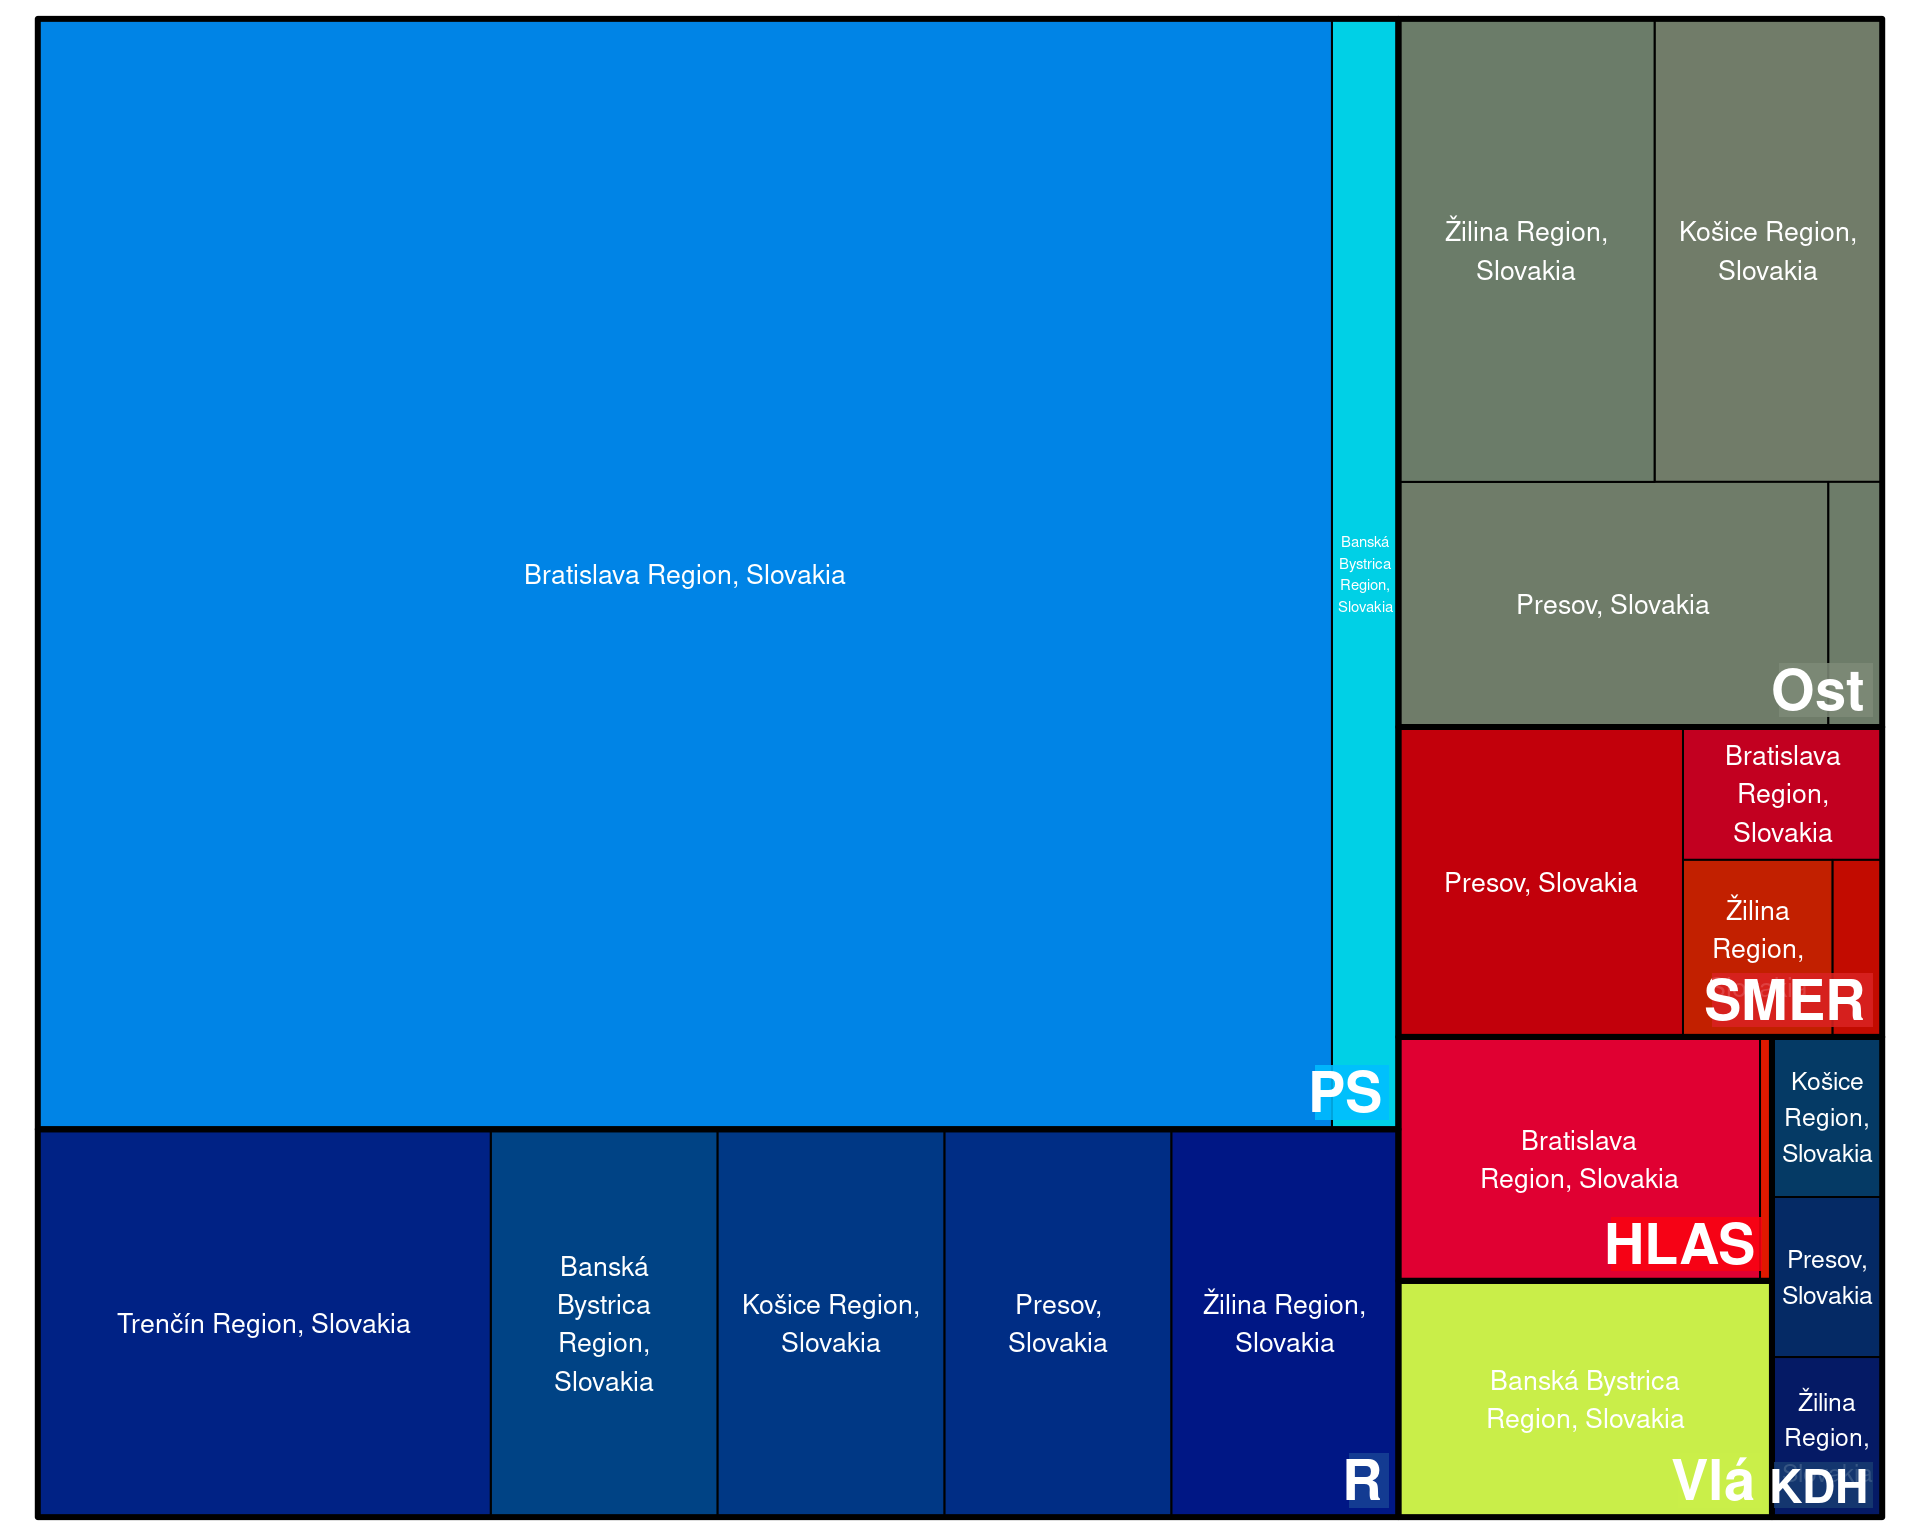 Bratislava Region, Slovakia
Banská
Bystrica
Region,
Slovakia
PS
Žilina Region,
Slovakia
Košice Region,
Slovakia
Presov, Slovakia
Ost
Presov, Slovakia
Bratislava
Region,
Slovakia
Žilina
Region,
SMER
Trenčín Region, Slovakia
Banská
Bystrica
Region,
Slovakia
Košice Region,
Slovakia
Presov,
Slovakia
Žilina Region,
Slovakia
R
Bratislava
Region, Slovakia
HLAS
Banská Bystrica
Region, Slovakia
Vlá
Košice
Region,
Slovakia
Presov,
Slovakia
Žilina
Region,
KDH